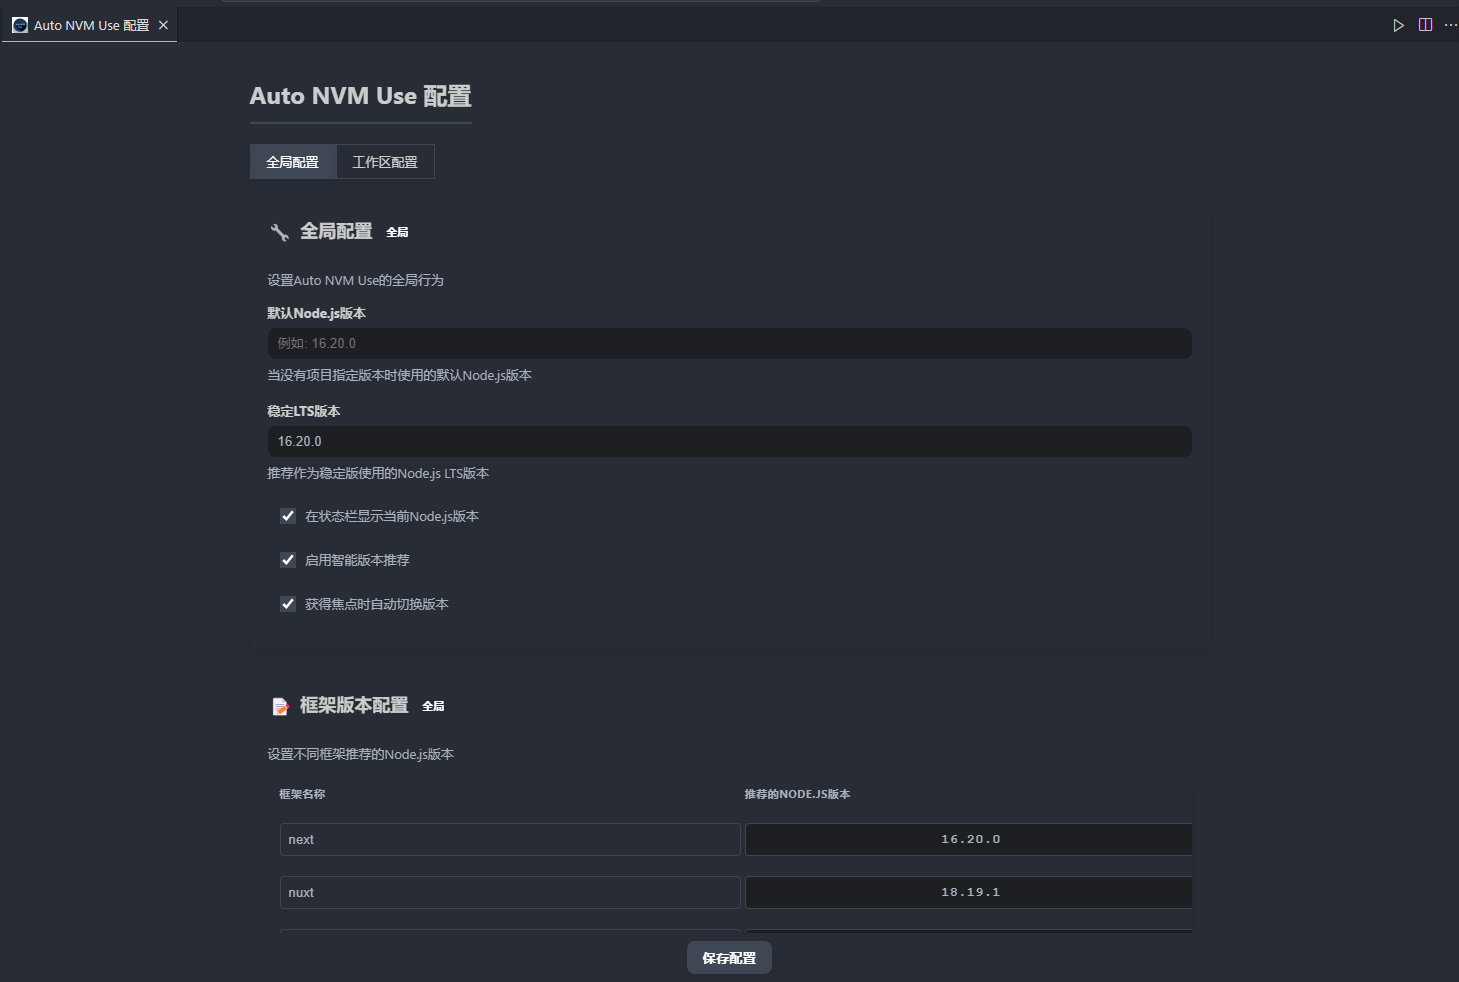 Auto NVM Use 配置
Auto NVM Use 配置
全局配置 工作区配置
全局配置 全局
设置Auto NVM Use的全局行为
默认Node.js版本
例如: 16.20.0
当没有项目指定版本时使用的默认Node.js版本
稳定LTS版本
16.20.0
推荐作为稳定版使用的Node.js LTS版本
在状态栏显示当前Node.js版本
启用智能版本推荐
获得焦点时自动切换版本
框架版本配置 全局
设置不同框架推荐的Node.js版本
框架名称 推荐的NODE.JS版本
next 16.20.0
nuxt 18.19.1
保存配置